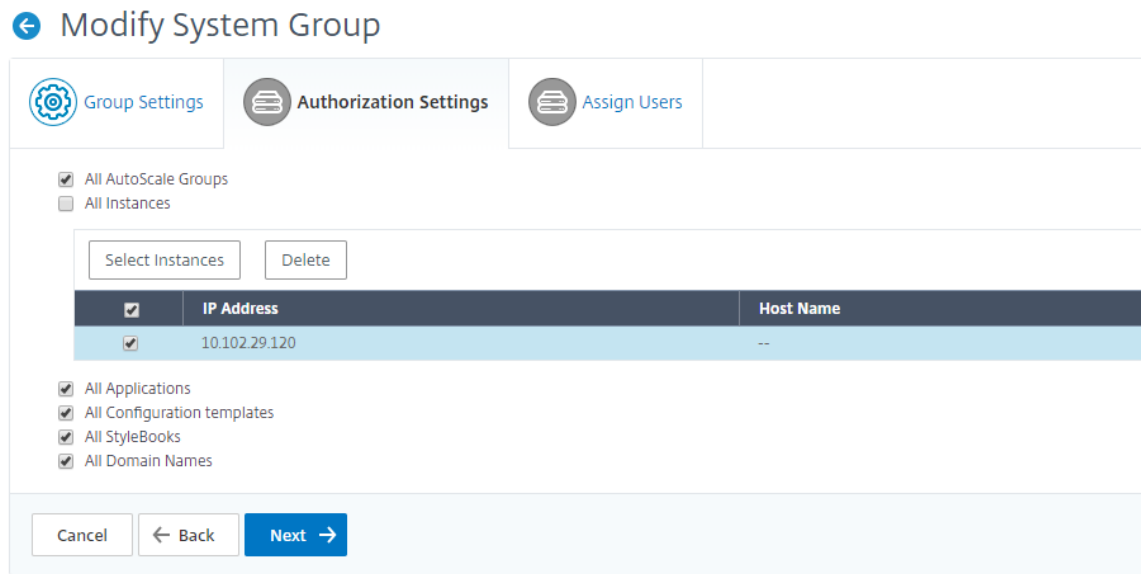 Modify System Group
Group Settings Authorization Settings Assign Users
All AutoScale Groups
All Instances
Select Instances Delete
IP Address Host Name
10.102.29.120 --
All Applications
All Configuration templates
All StyleBooks
All Domain Names
Cancel Back Next